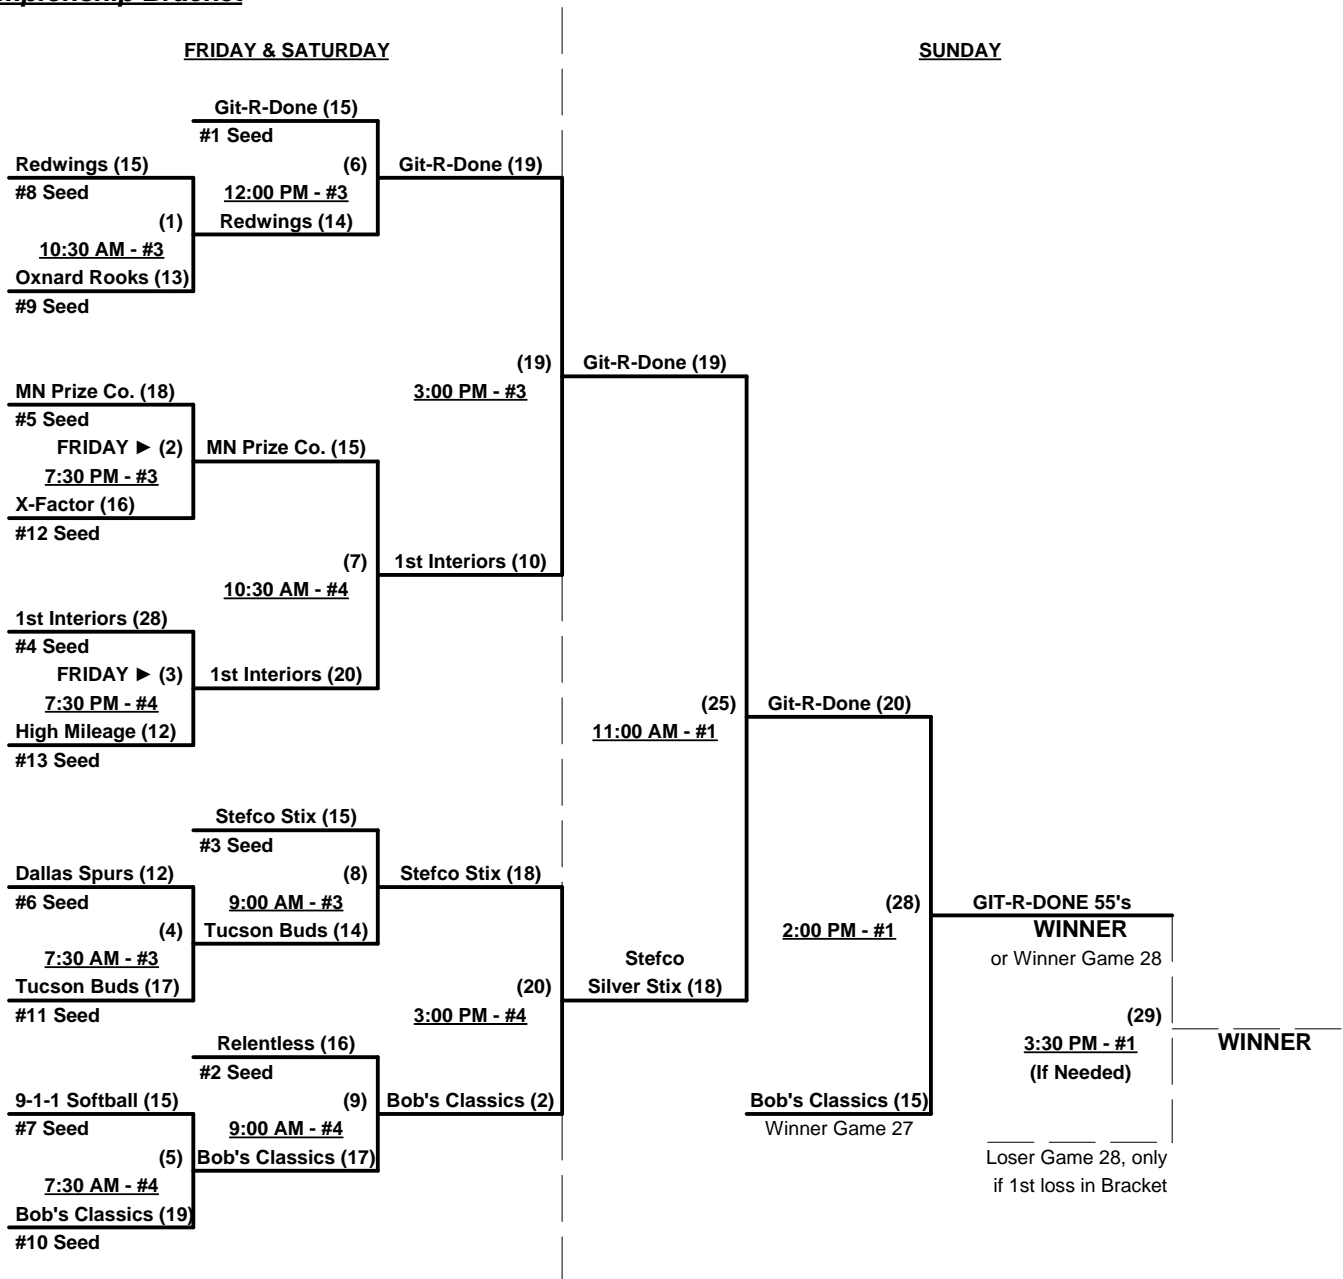 FRIDAY & SATURDAY
SUNDAY
Git-R-Done (15)
#1 Seed
Redwings (15)
(6)
Git-R-Done (19)
#8 Seed
12:00 PM - #3
(1)
Redwings (14)
10:30 AM - #3
Oxnard Rooks (13)
#9 Seed
(19)
Git-R-Done (19)
MN Prize Co. (18)
3:00 PM - #3
#5 Seed
FRIDAY ► (2)
MN Prize Co. (15)
7:30 PM - #3
X-Factor (16)
#12 Seed
(7)
1st Interiors (10)
10:30 AM - #4
1st Interiors (28)
#4 Seed
FRIDAY ► (3)
1st Interiors (20)
7:30 PM - #4
(25)
Git-R-Done (20)
High Mileage (12)
11:00 AM - #1
#13 Seed
Stefco Stix (15)
#3 Seed
Dallas Spurs (12)
(8)
Stefco Stix (18)
#6 Seed
9:00 AM - #3
(28)
GIT-R-DONE 55's
(4)
Tucson Buds (14)
2:00 PM - #1
WINNER
7:30 AM - #3
Stefco
or Winner Game 28
Tucson Buds (17)
(20)
Silver Stix (18)
#11 Seed
3:00 PM - #4
(29)
Relentless (16)
3:30 PM - #1
WINNER
#2 Seed
(If Needed)
9-1-1 Softball (15)
(9)
Bob's Classics (2)
Bob's Classics (15)
#7 Seed
9:00 AM - #4
Winner Game 27
(5)
Bob's Classics (17)
Loser Game 28, only
7:30 AM - #4
if 1st loss in Bracket
Bob's Classics (19)
#10 Seed